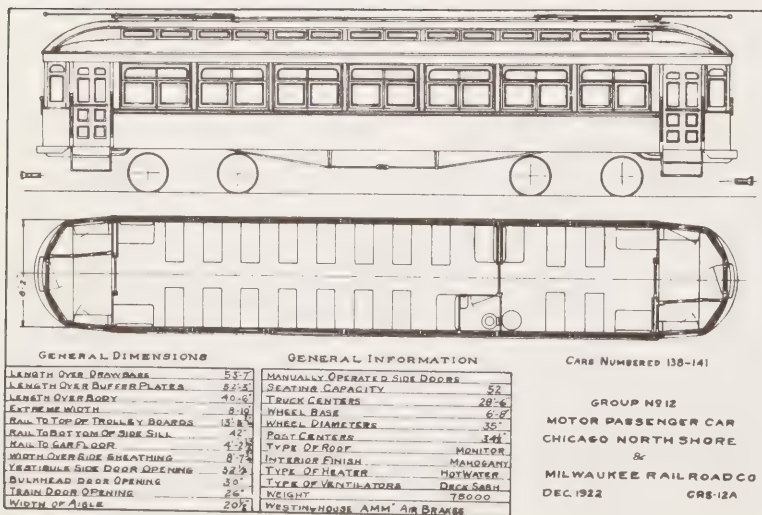 8'-2"
GENERAL DIMENSIONS
LENGTH OVER DRAWBARS 53'-7"
LENGTH OVER BUFFER PLATES 52'-3"
LENGTH OVER BODY 40'-6"
EXTREME WIDTH 8'-10"
RAIL TO TOP OF TROLLEY BOARDS
RAIL TO BOTTOM OF SIDE SILL 42"
RAIL TO CAR FLOOR
WIDTH OVER SIDE SHEATHING
VESTIBULE SIDE DOOR OPENING
BULKHEAD DOOR OPENING 30"
TRAIN DOOR OPENING 26"
WIDTH OF AISLE
GENERAL INFORMATION
MANUALLY OPERATED SIDE DOORS
SEATING CAPACITY 52
TRUCK CENTERS 28'-6"
WHEEL BASE 6'-8"
WHEEL DIAMETERS 35"
POST CENTERS
TYPE OF ROOF MONITOR
INTERIOR FINISH MAHOGANY
TYPE OF HEATER HOT WATER
TYPE OF VENTILATORS DECK SASH
WEIGHT 75000
WESTINGHOUSE AMM AIR BRAKES
CARS NUMBERED 138-141
GROUP Nº 12
MOTOR PASSENGER CAR
CHICAGO NORTH SHORE
&
MILWAUKEE RAILROAD CO
DEC. 1922 CRS-12A